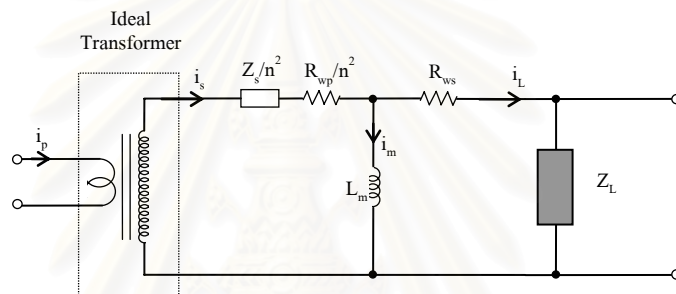 Ideal
Transformer
i_p
i_s
Z_s/n^2
R_wp/n^2
R_ws
i_L
i_m
L_m
Z_L